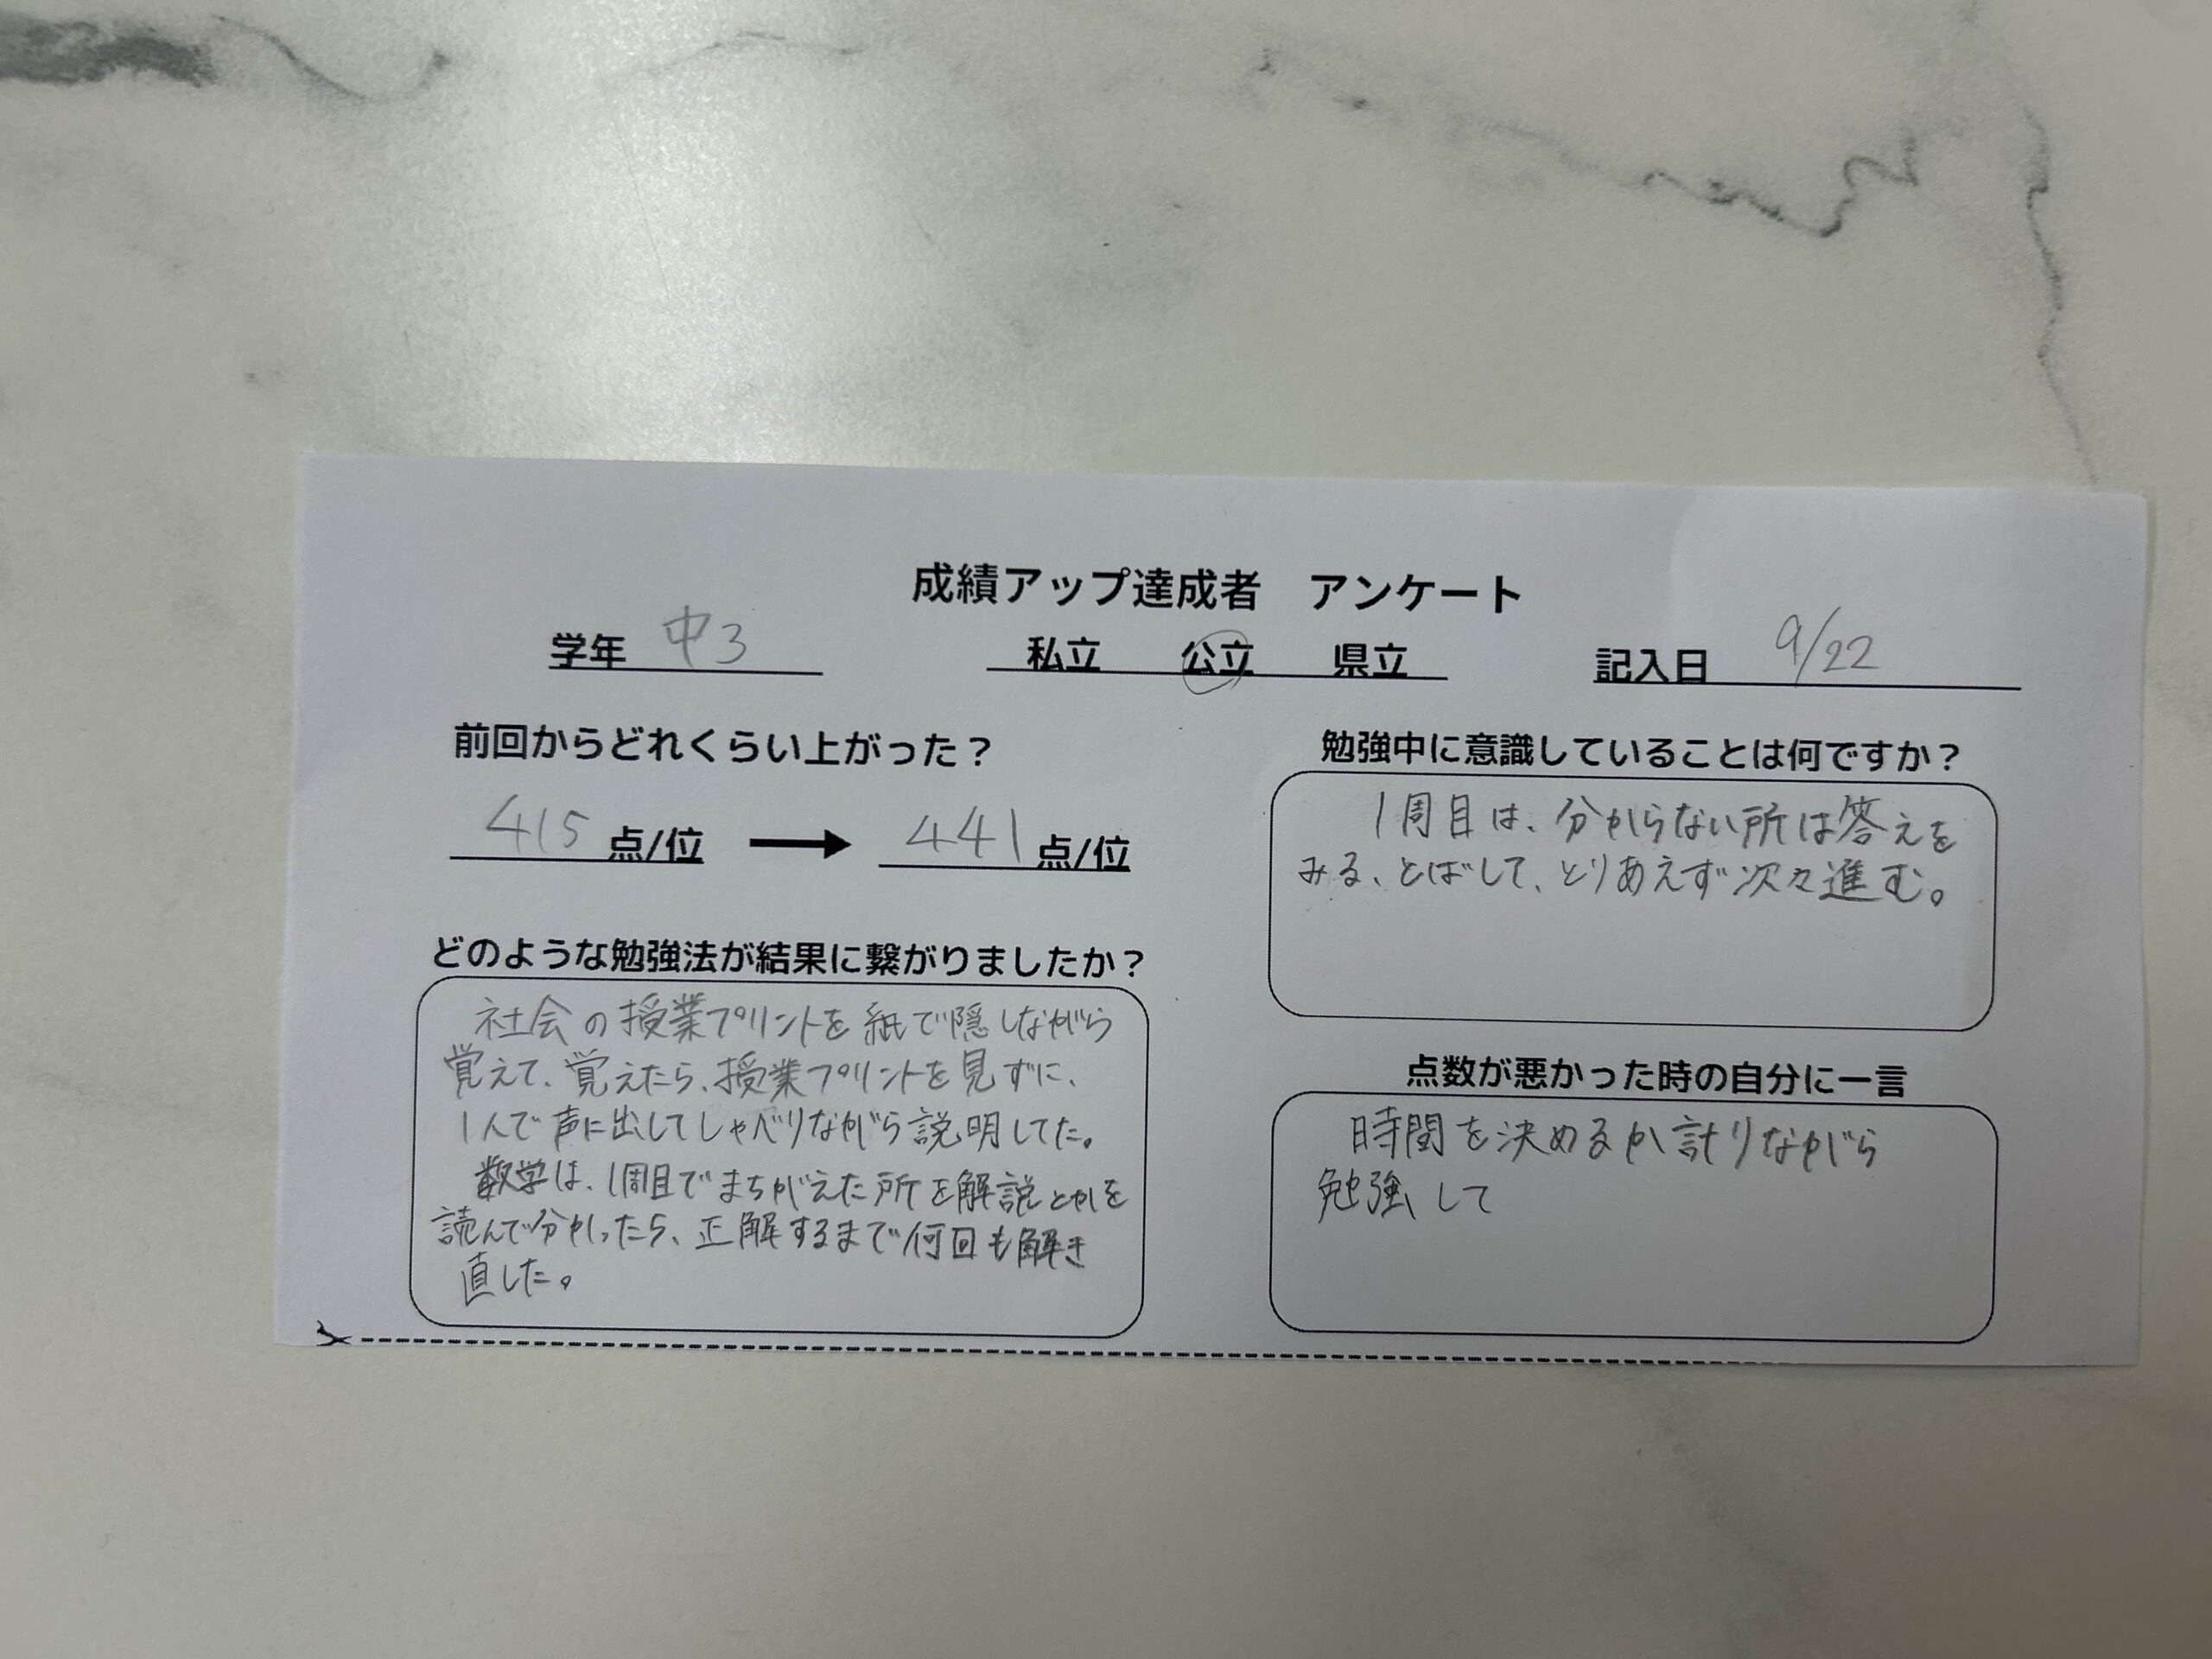 成績アップ達成者 アンケート
学年 中3 私立 公立 県立 記入日 9/22
前回からどれくらい上がった？
415 点/位 → 441 点/位
どのような勉強法が結果に繋がりましたか？
社会の授業プリントを紙で隠しながら
覚えて、覚えたら、授業プリントを見ずに、
1人で声に出してしゃべりながら説明してた。
数学は、1周目でまちがえた所を解説とかを
読んで分かったら、正解するまで何回も解き
直した。
勉強中に意識していることは何ですか？
1周目は、分からない所は答えを
みる、とばして、とりあえず次々進む。
点数が悪かった時の自分に一言
時間を決めるか計りながら
勉強して